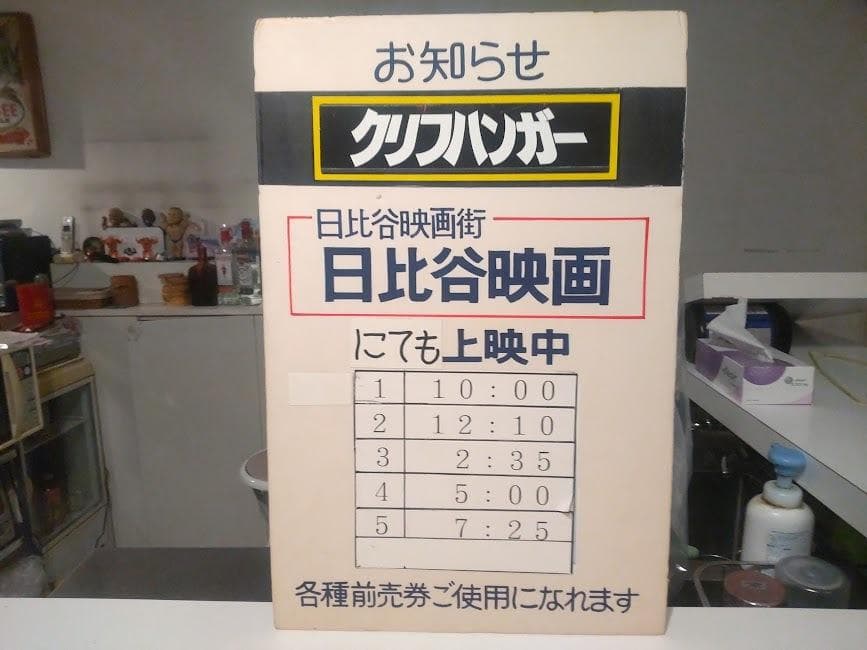 お知らせ
クリフハンガー
日比谷映画街
日比谷映画
にても上映中
1 10:00
2 12:10
3 2:35
4 5:00
5 7:25
各種前売券ご使用になれます